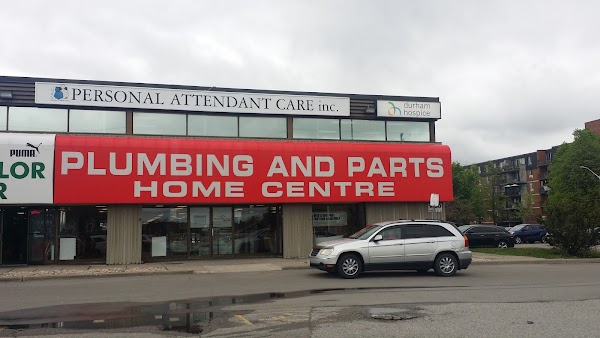 PERSONAL ATTENDANT CARE inc.
durham
hospice
PUMA
LOR
R
PLUMBING AND PARTS
HOME CENTRE